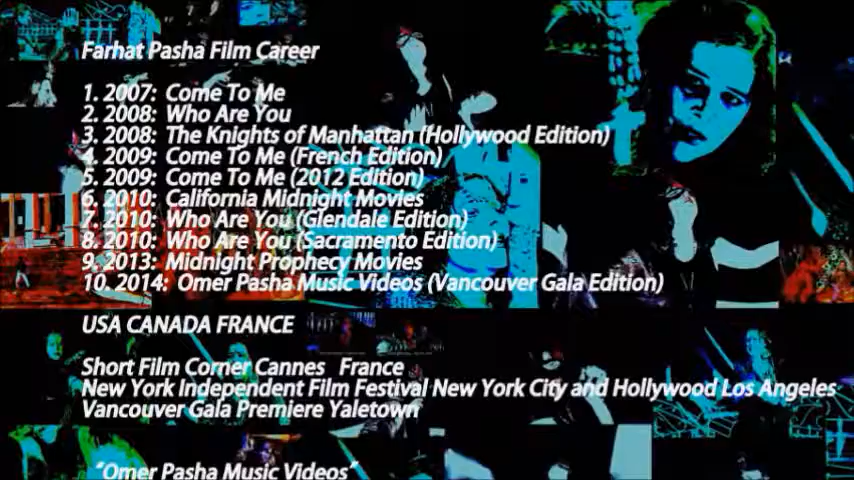 Farhat Pasha Film Career
1. 2007: Come To Me
2. 2008: Who Are You
3. 2008: The Knights of Manhattan (Hollywood Edition)
4. 2009: Come To Me (French Edition)
5. 2009: Come To Me (2012 Edition)
6. 2010: California Midnight Movies
7. 2010: Who Are You (Glendale Edition)
8. 2010: Who Are You (Sacramento Edition)
9. 2013: Midnight Prophecy Movies
10. 2014: Omer Pasha Music Videos (Vancouver Gala Edition)
USA CANADA FRANCE
Short Film Corner Cannes France
New York Independent Film Festival New York City and Hollywood Los Angeles
Vancouver Gala Premiere Yaletown
"Omer Pasha Music Videos"